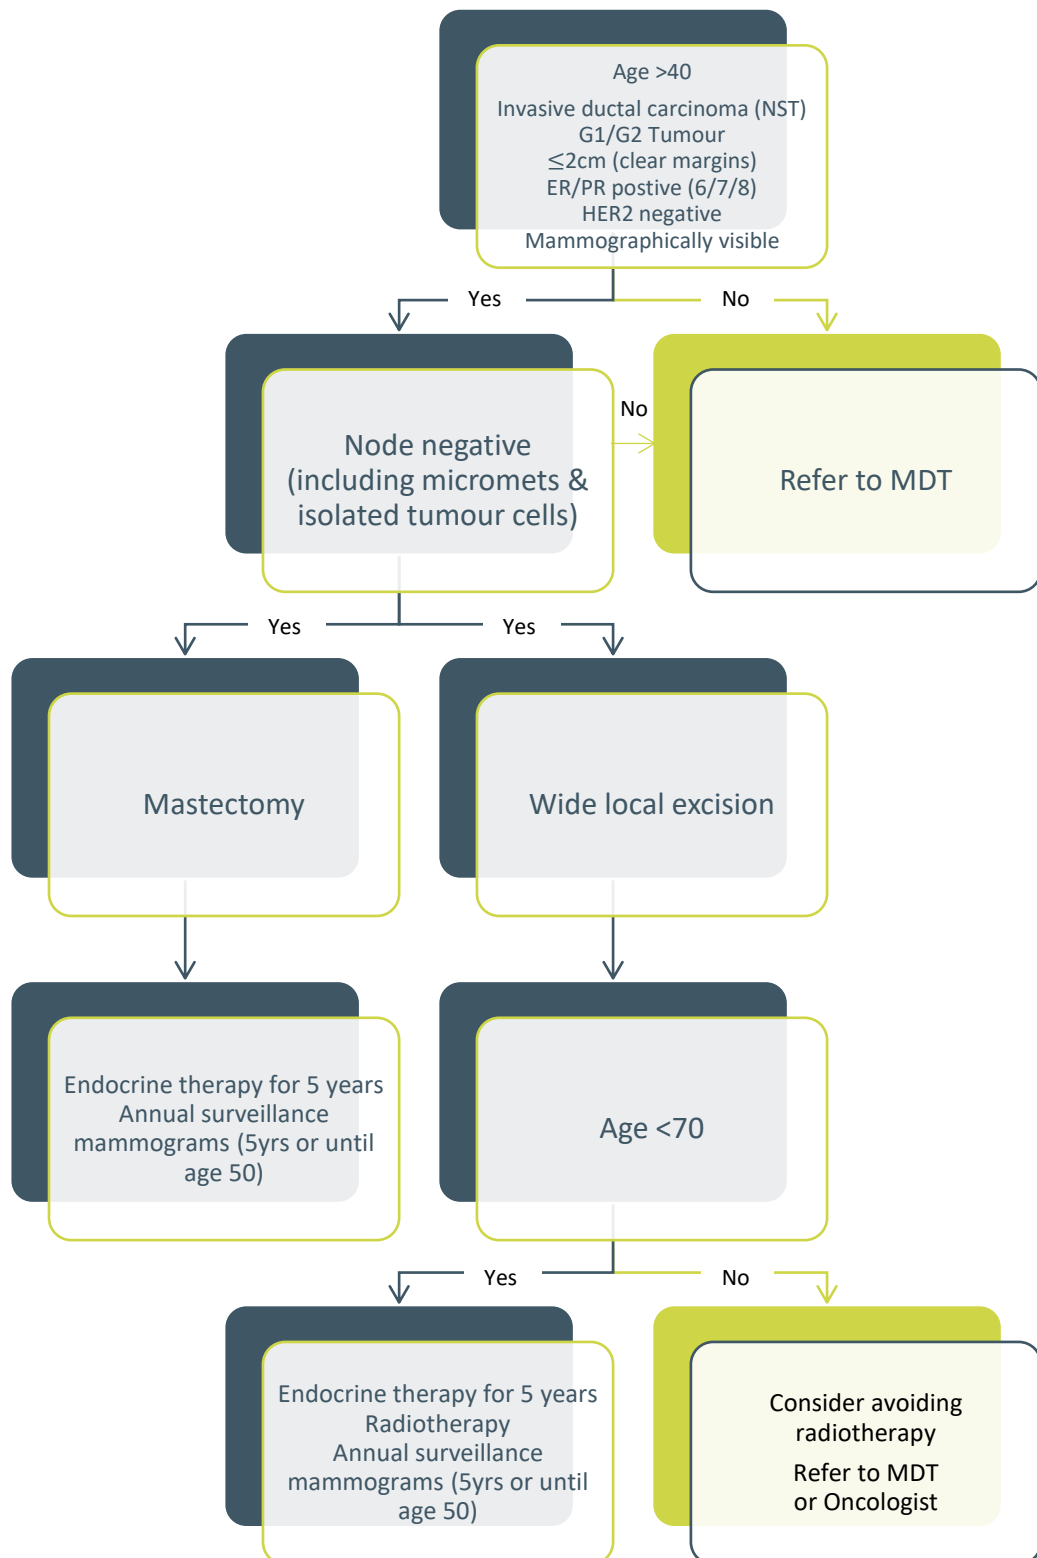 Age >40
Invasive ductal carcinoma (NST)
G1/G2 Tumour
≤2cm (clear margins)
ER/PR postive (6/7/8)
HER2 negative
Mammographically visible
Yes
No
Node negative
(including micromets &
isolated tumour cells)
No
Refer to MDT
Yes
Yes
Mastectomy
Wide local excision
Endocrine therapy for 5 years
Annual surveillance
mammograms (5yrs or until
age 50)
Age <70
Yes
No
Endocrine therapy for 5 years
Radiotherapy
Annual surveillance
mammograms (5yrs or until
age 50)
Consider avoiding
radiotherapy
Refer to MDT
or Oncologist